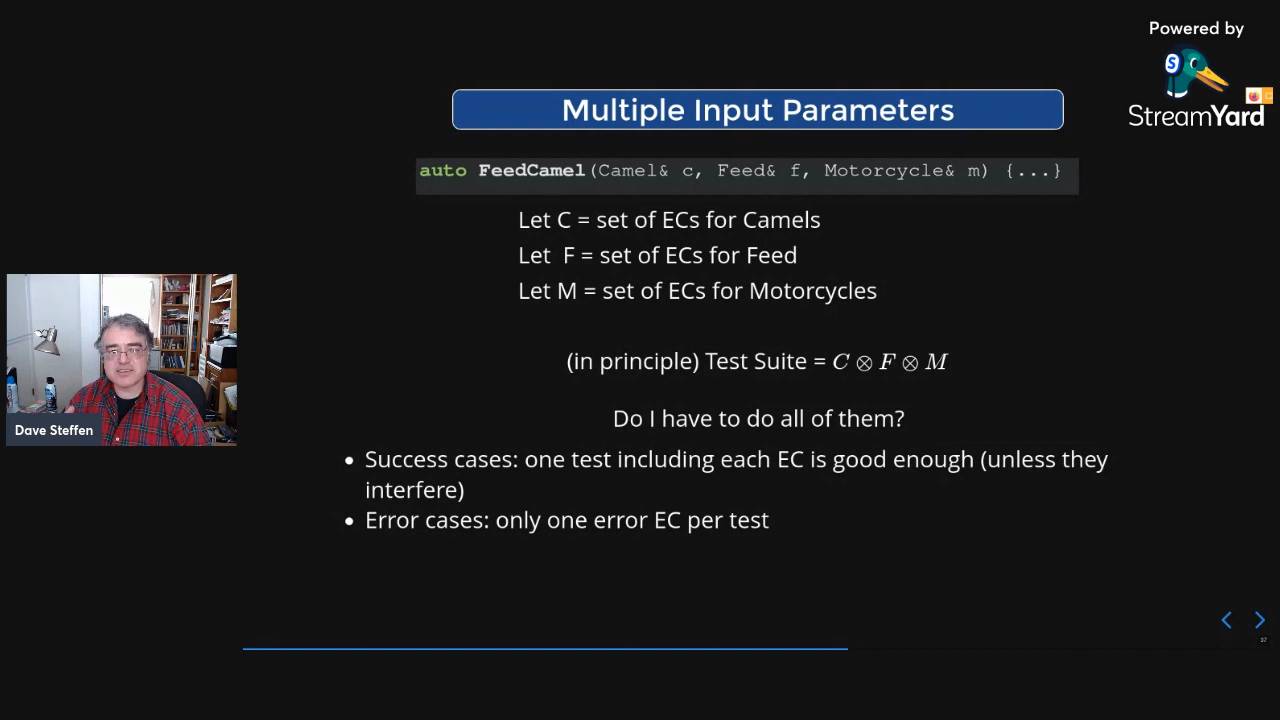 Powered by
StreamYard
Multiple Input Parameters
auto FeedCamel(Camel& c, Feed& f, Motorcycle& m) {...}
Let C = set of ECs for Camels
Let F = set of ECs for Feed
Let M = set of ECs for Motorcycles
(in principle) Test Suite = C ⊗ F ⊗ M
Do I have to do all of them?
• Success cases: one test including each EC is good enough (unless they
interfere)
• Error cases: only one error EC per test
Dave Steffen
37